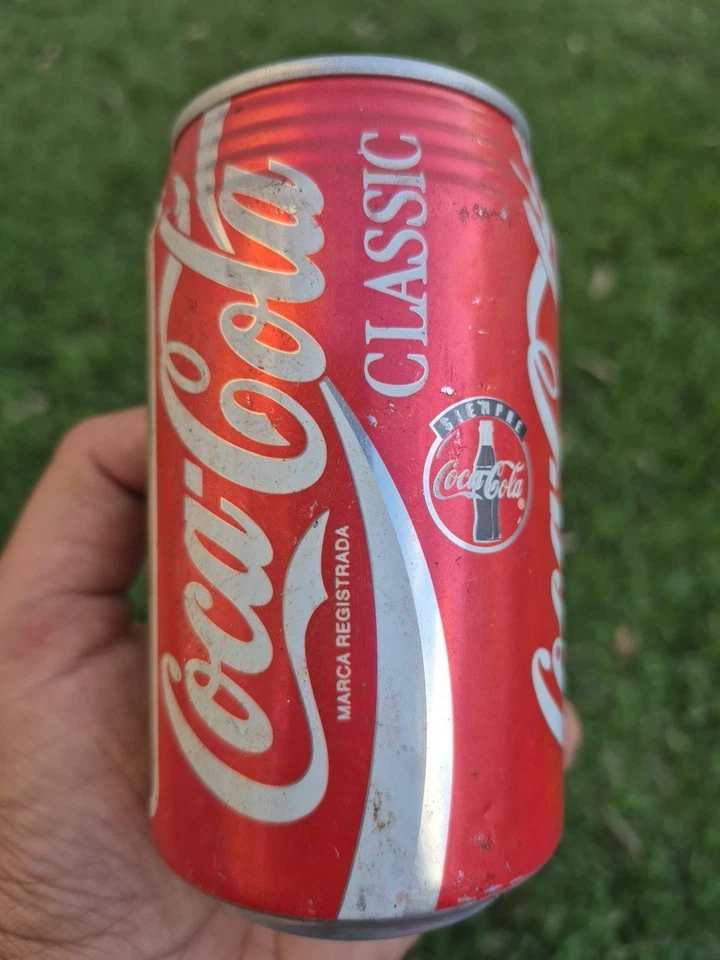 Coca-Cola
CLASSIC
MARCA REGISTRADA
SIEMPRE
Coca-Cola
®